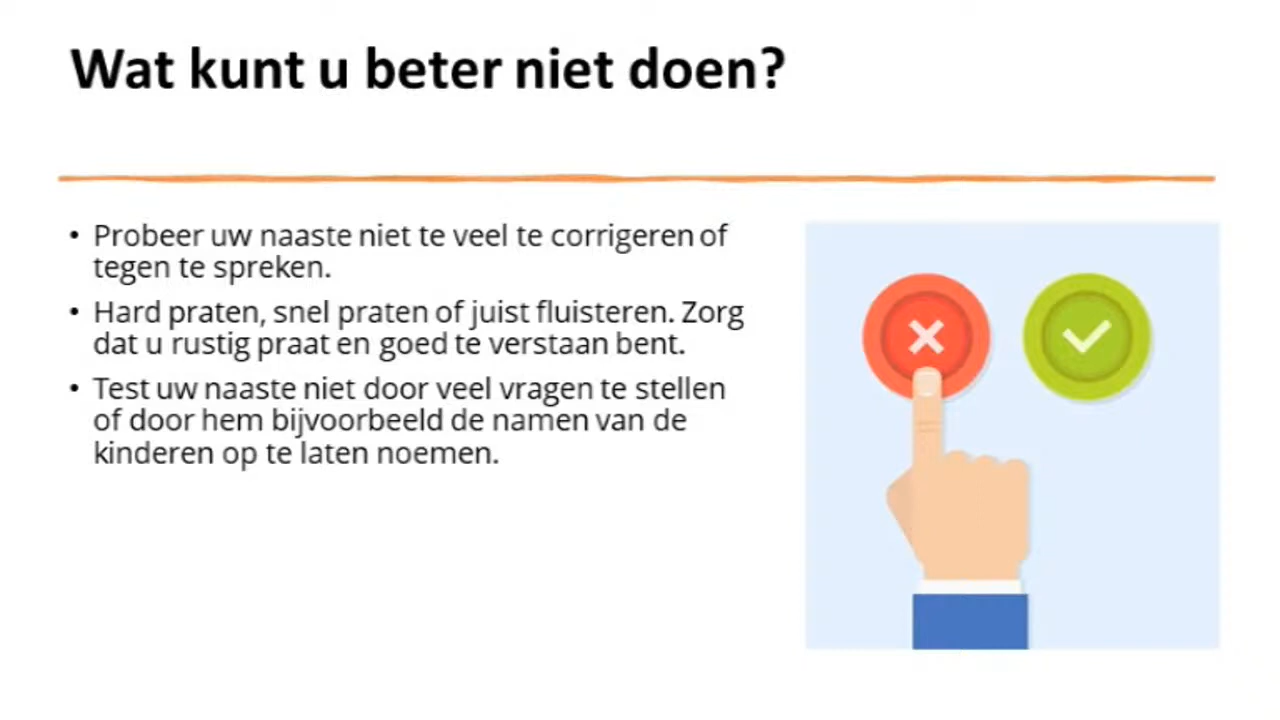 Wat kunt u beter niet doen?
• Probeer uw naaste niet te veel te corrigeren of
tegen te spreken.
• Hard praten, snel praten of juist fluisteren. Zorg
dat u rustig praat en goed te verstaan bent.
• Test uw naaste niet door veel vragen te stellen
of door hem bijvoorbeeld de namen van de
kinderen op te laten noemen.